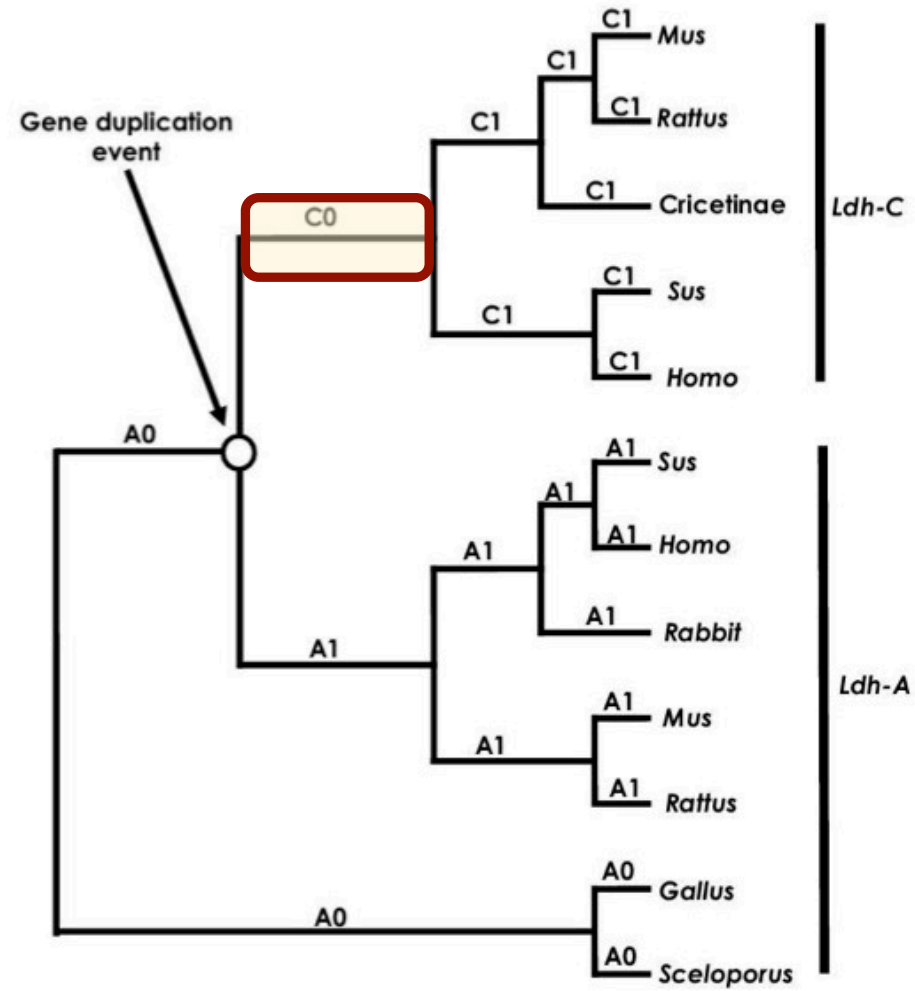 C1
Mus
C1
C1
Rattus
C1
C1
Cricetinae
Ldh-C
Gene duplication
event
C0
C1
Sus
C1
C1
Homo
A0
A1
Sus
A1
A1
Homo
A1
A1
Rabbit
A1
Ldh-A
A1
Mus
A1
A1
Rattus
A0
Gallus
A0
A0
Sceloporus